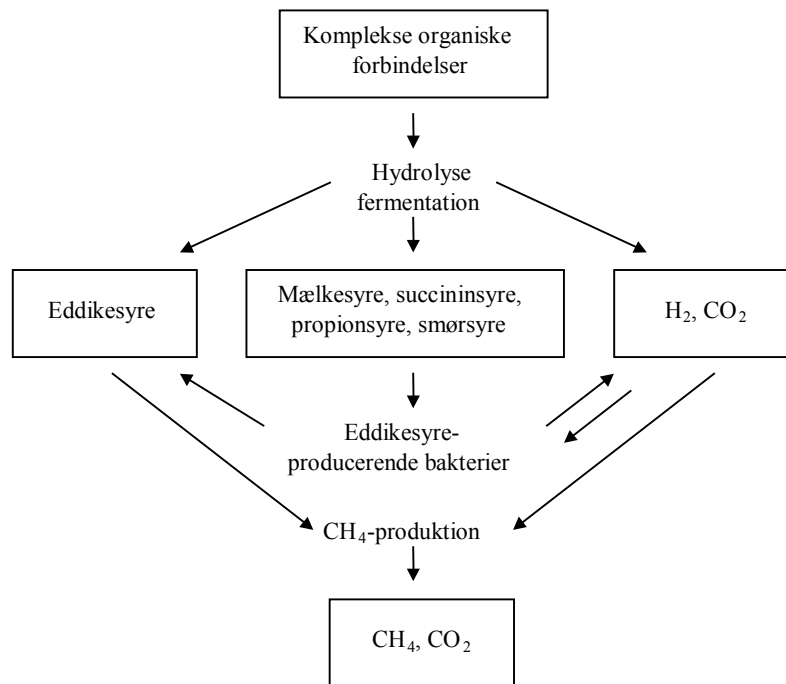 Komplekse organiske
forbindelser
Hydrolyse
fermentation
Eddikesyre
Mælkesyre, succininsyre,
propionsyre, smørsyre
H₂, CO₂
Eddikesyre-
producerende bakterier
CH₄-produktion
CH₄, CO₂